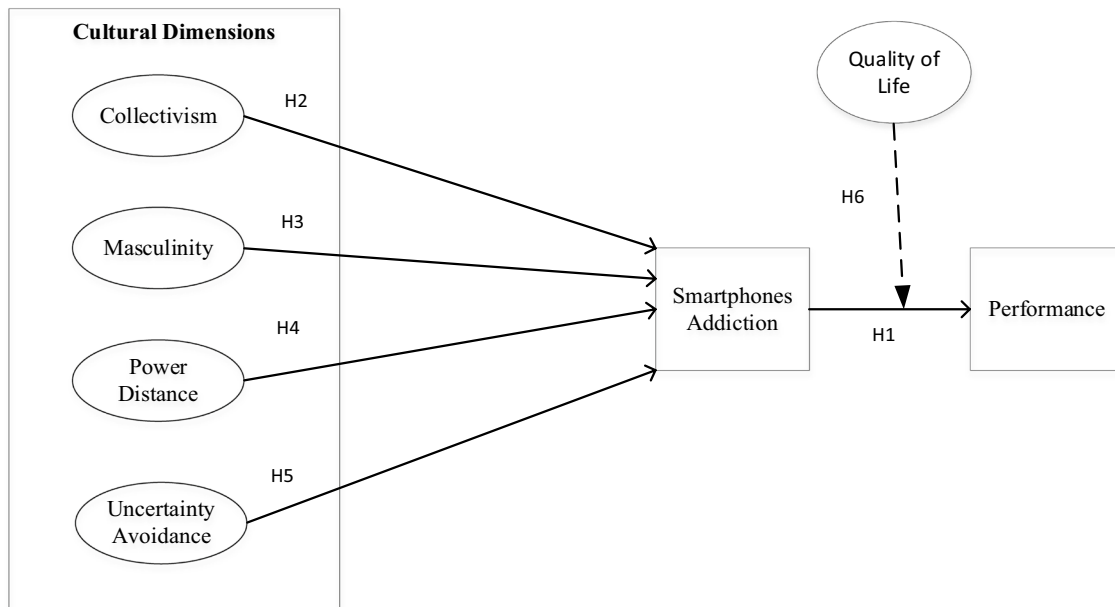 Cultural Dimensions
Collectivism
H2
Masculinity
H3
Power
Distance
H4
Uncertainty
Avoidance
H5
Smartphones
Addiction
Quality of
Life
H6
H1
Performance